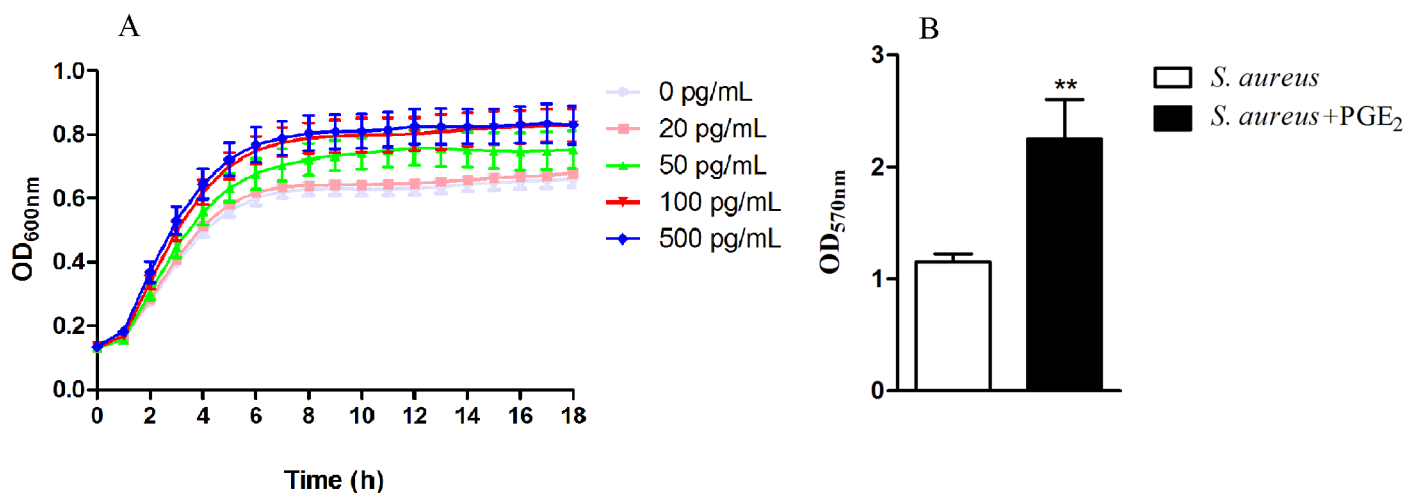 A
OD600nm
1.0
0.8
0.6
0.4
0.2
0.0
0 2 4 6 8 10 12 14 16 18
Time (h)
0 pg/mL
20 pg/mL
50 pg/mL
100 pg/mL
500 pg/mL
B
OD570nm
3
2
1
0
**
S. aureus
S. aureus+PGE2